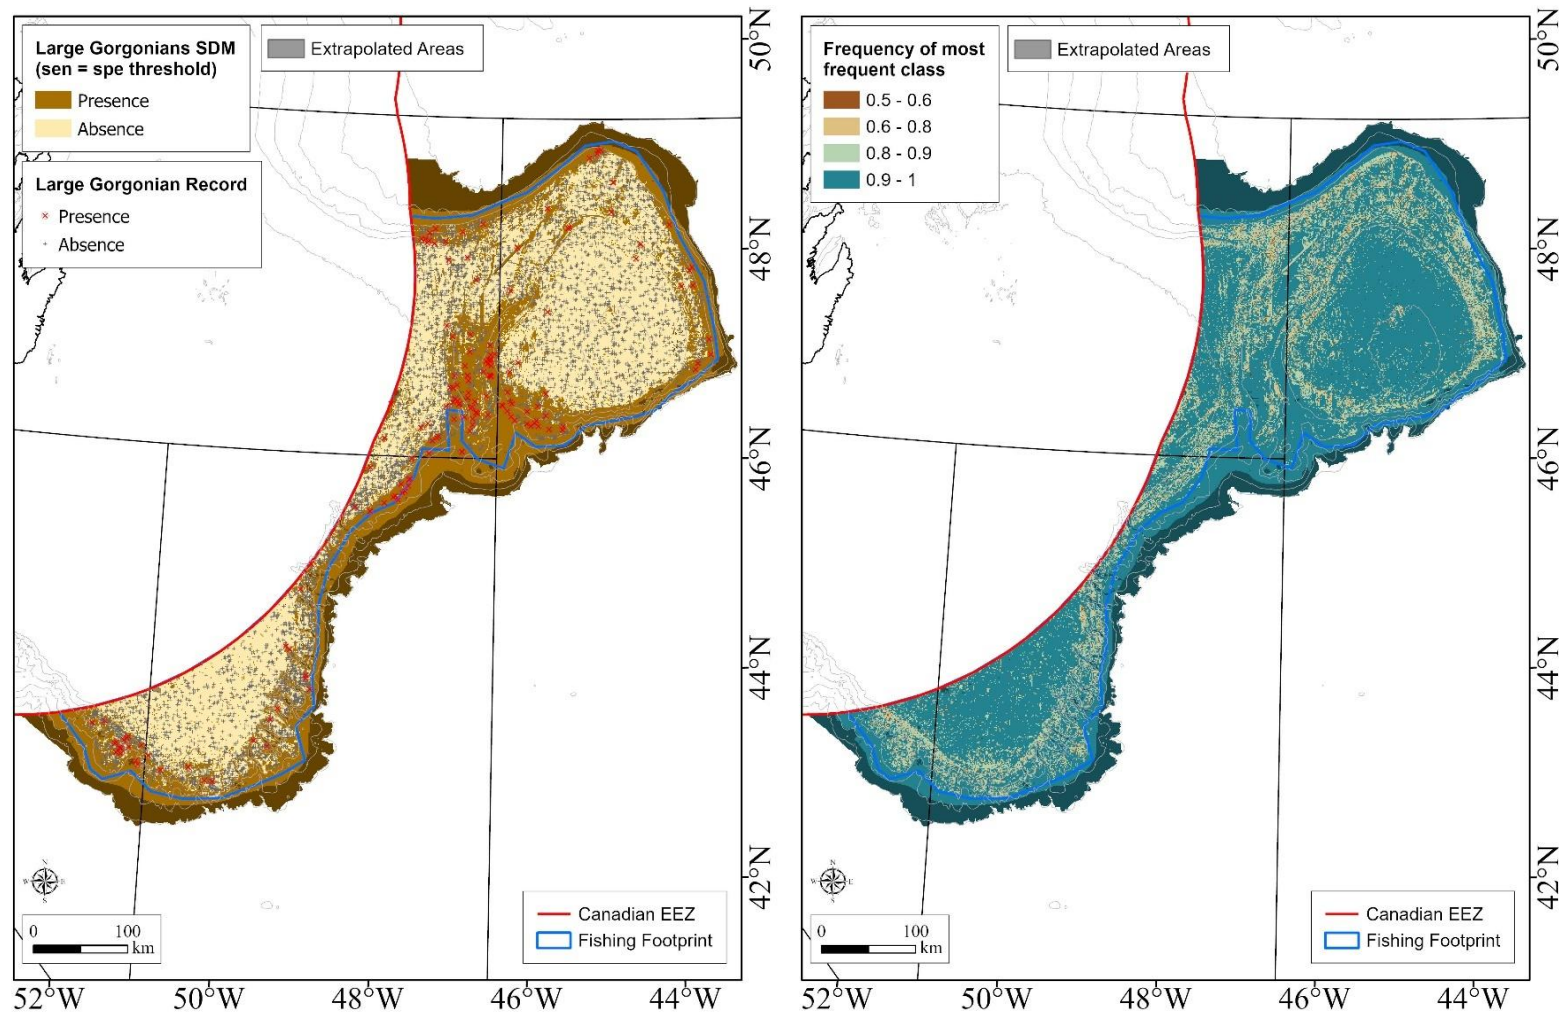 Large Gorgonians SDM
(sen = spe threshold)
Presence
Absence
Extrapolated Areas
Large Gorgonian Record
Presence
Absence
N
W
E
S
0
100
km
Canadian EEZ
Fishing Footprint
50°N
48°N
46°N
44°N
42°N
52°W
50°W
48°W
46°W
44°W
Frequency of most
frequent class
0.5 - 0.6
0.6 - 0.8
0.8 - 0.9
0.9 - 1
Extrapolated Areas
N
W
E
S
0
100
km
Canadian EEZ
Fishing Footprint
50°N
48°N
46°N
44°N
42°N
52°W
50°W
48°W
46°W
44°W